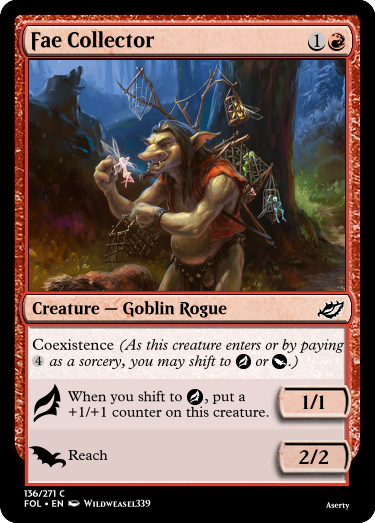 Fae Collector 1
Creature — Goblin Rogue
Coexistence (As this creature enters or by paying
4 as a sorcery, you may shift to or .)
When you shift to , put a
+1/+1 counter on this creature.
1/1
Reach
2/2
136/271 C
FOL • EN Wildweasel339
Aserty